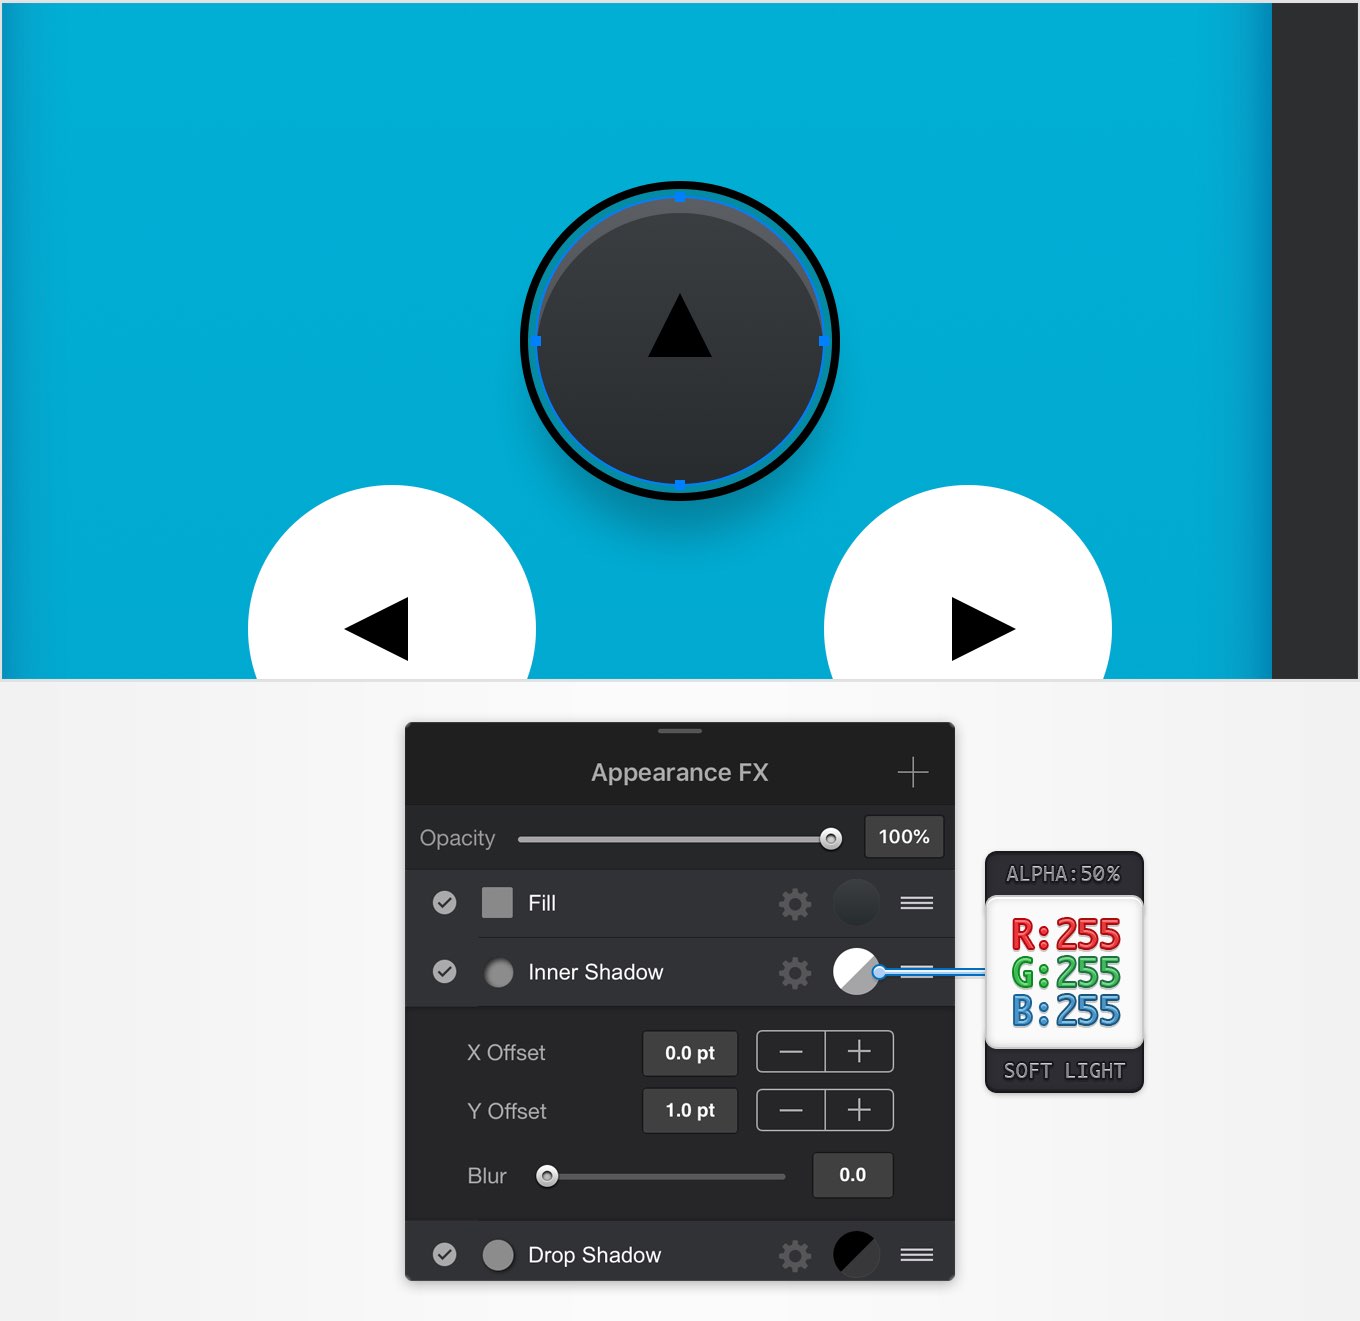 Appearance FX
Opacity 100%
Fill
Inner Shadow
X Offset 0.0 pt
Y Offset 1.0 pt
Blur 0.0
Drop Shadow
ALPHA:50%
R:255
G:255
B:255
SOFT LIGHT